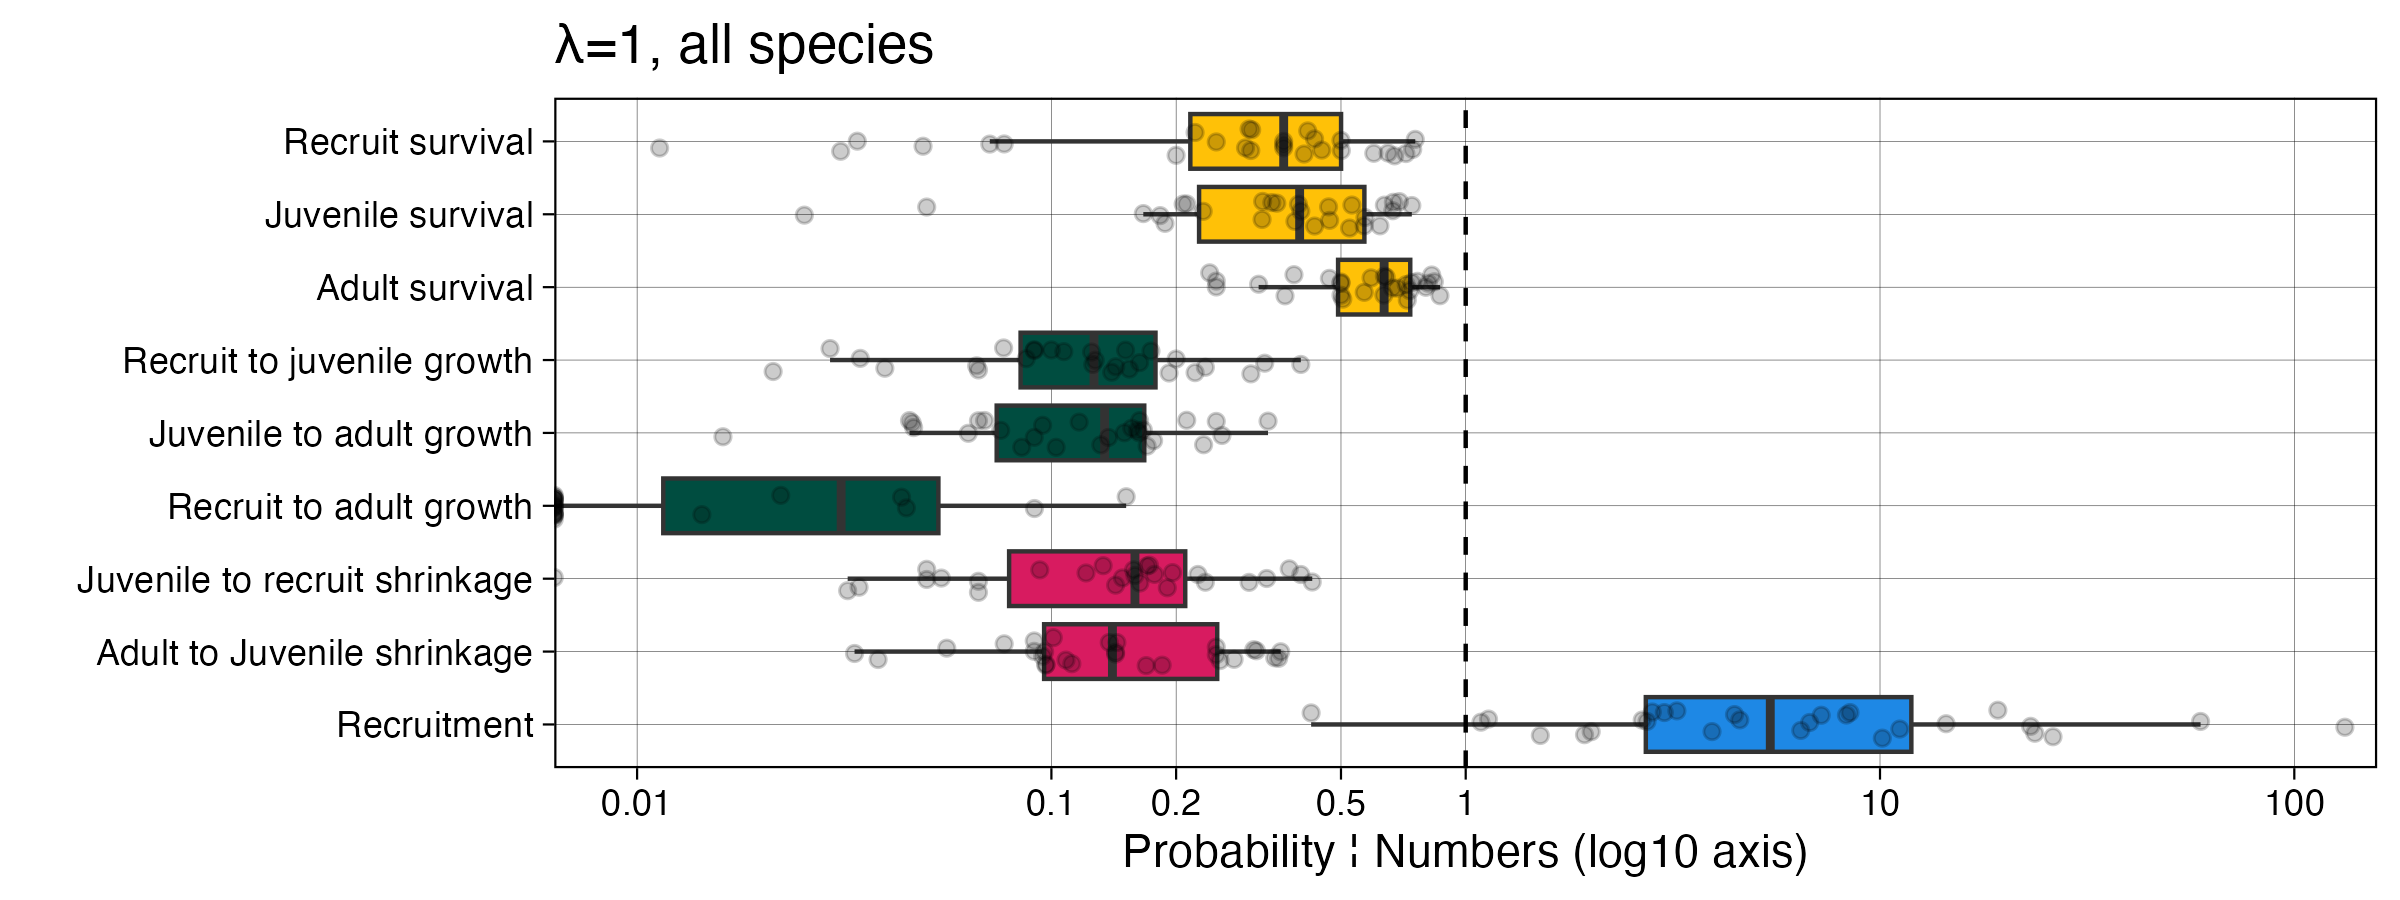 λ=1, all species
Recruit survival
Juvenile survival
Adult survival
Recruit to juvenile growth
Juvenile to adult growth
Recruit to adult growth
Juvenile to recruit shrinkage
Adult to Juvenile shrinkage
Recruitment
0.01 0.1 0.2 0.5 1 10 100
Probability ¦ Numbers (log10 axis)